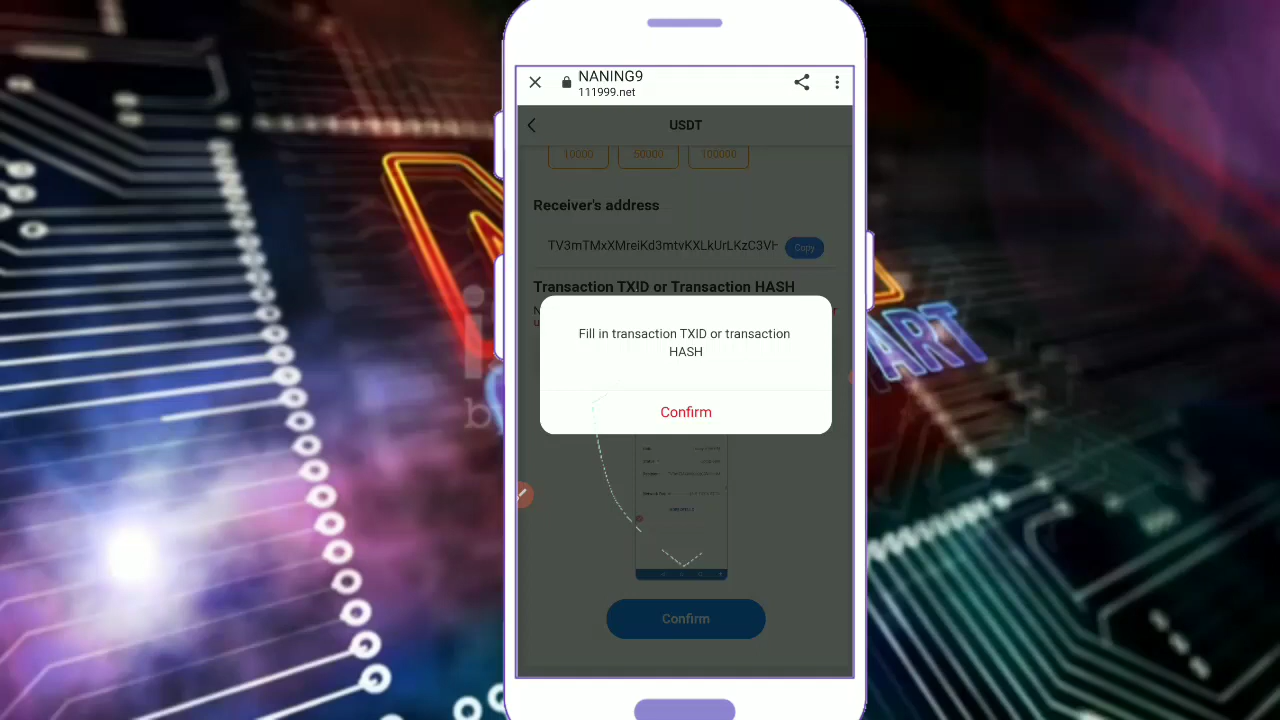 NANING9
111999.net
USDT
10000 50000 100000
Receiver's address
Copy
Transaction TXID or Transaction HASH
Fill in transaction TXID or transaction
HASH
Confirm
Confirm